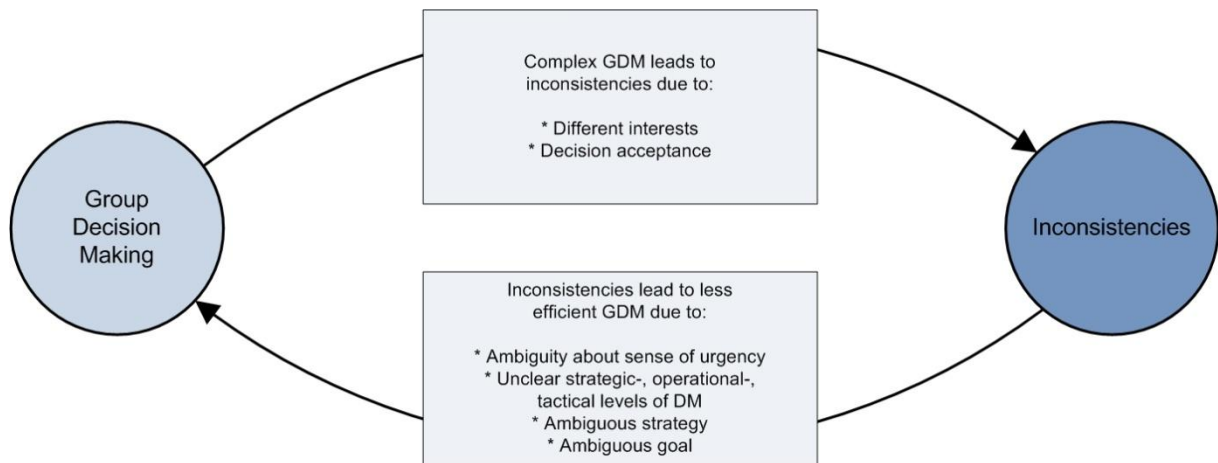 Complex GDM leads to
inconsistencies due to:
* Different interests
* Decision acceptance
Group
Decision
Making
Inconsistencies
Inconsistencies lead to less
efficient GDM due to:
* Ambiguity about sense of urgency
* Unclear strategic-, operational-,
tactical levels of DM
* Ambiguous strategy
* Ambiguous goal